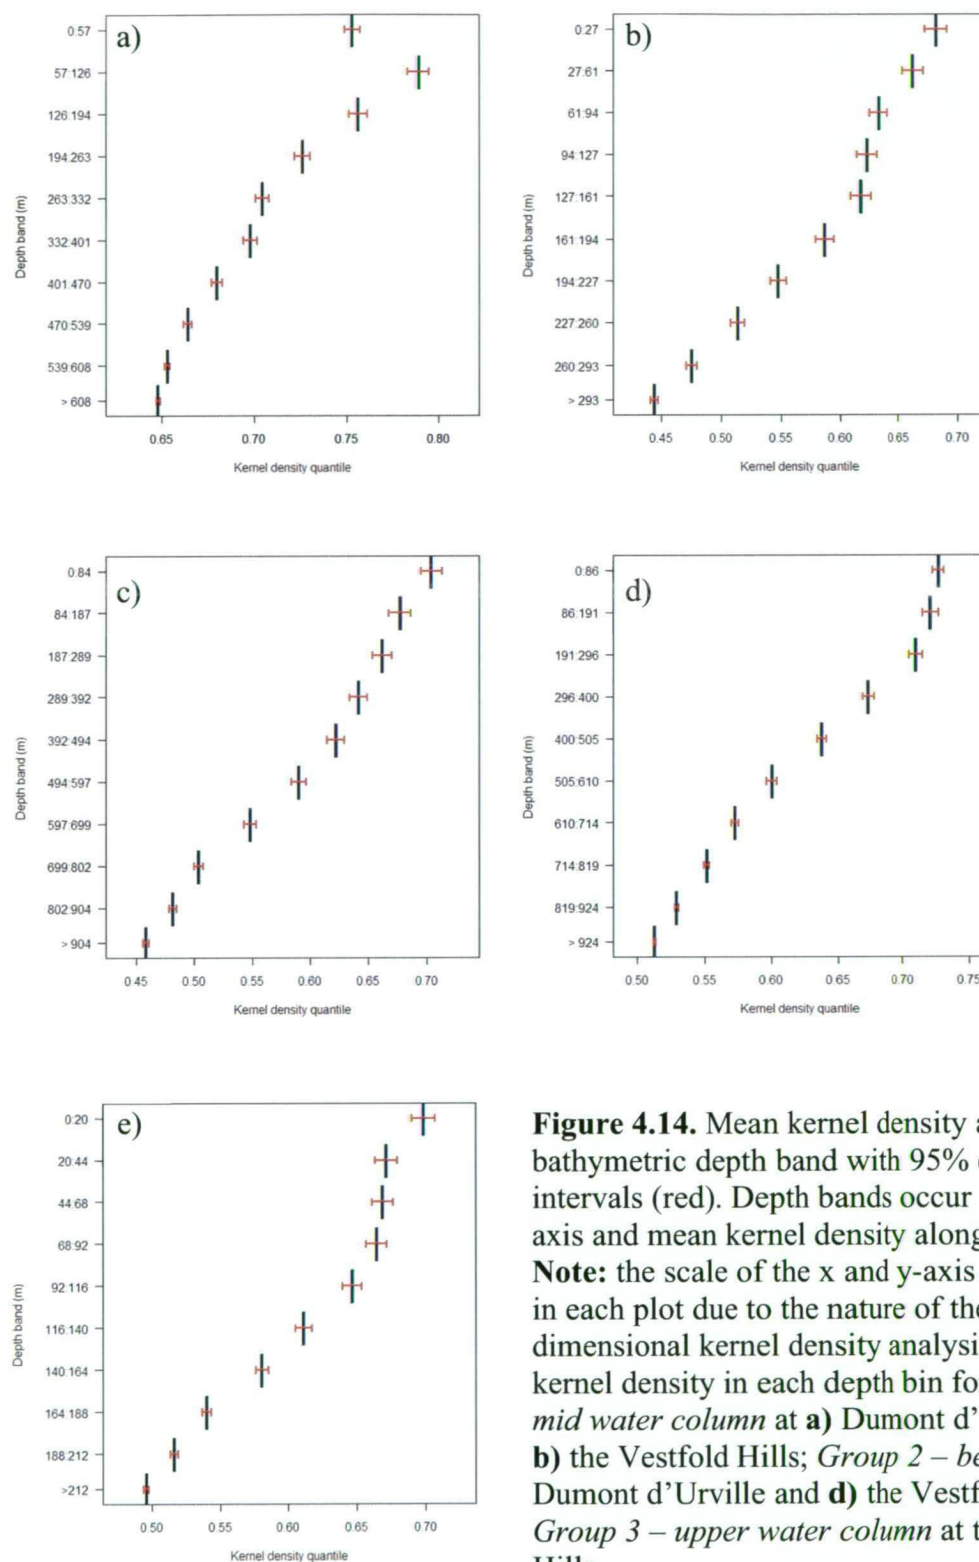 a)
0.57
57 126
126 194
194.263
263 332
332 401
401.470
470 539
539 608
> 608
Depth band (m)
0.65 0.70 0.75 0.80
Kernel density quantile
b)
0.27
27.61
61 94
94.127
127.161
161.194
194.227
227.260
260 293
> 293
Depth band (m)
0.45 0.50 0.55 0.60 0.65 0.70
Kernel density quantile
c)
0.84
84.187
187 289
289 392
392 494
494 597
597 699
699 802
802 904
> 904
Depth band (m)
0.45 0.50 0.55 0.60 0.65 0.70
Kernel density quantile
d)
0.86
86.191
191 296
296.400
400.505
505.610
610.714
714.819
819.924
> 924
Depth band (m)
0.50 0.55 0.60 0.65 0.70 0.75
Kernel density quantile
e)
0.20
20.44
44.68
68.92
92.116
116.140
140.164
164.188
188.212
>212
Depth band (m)
0.50 0.55 0.60 0.65 0.70
Kernel density quantile
Figure 4.14. Mean kernel density a
bathymetric depth band with 95%
intervals (red). Depth bands occur
axis and mean kernel density along
Note: the scale of the x and y-axis
in each plot due to the nature of the
dimensional kernel density analysi
kernel density in each depth bin fo
mid water column at a) Dumont d'
b) the Vestfold Hills; Group 2 – be
Dumont d'Urville and d) the Vestf
Group 3 – upper water column at t